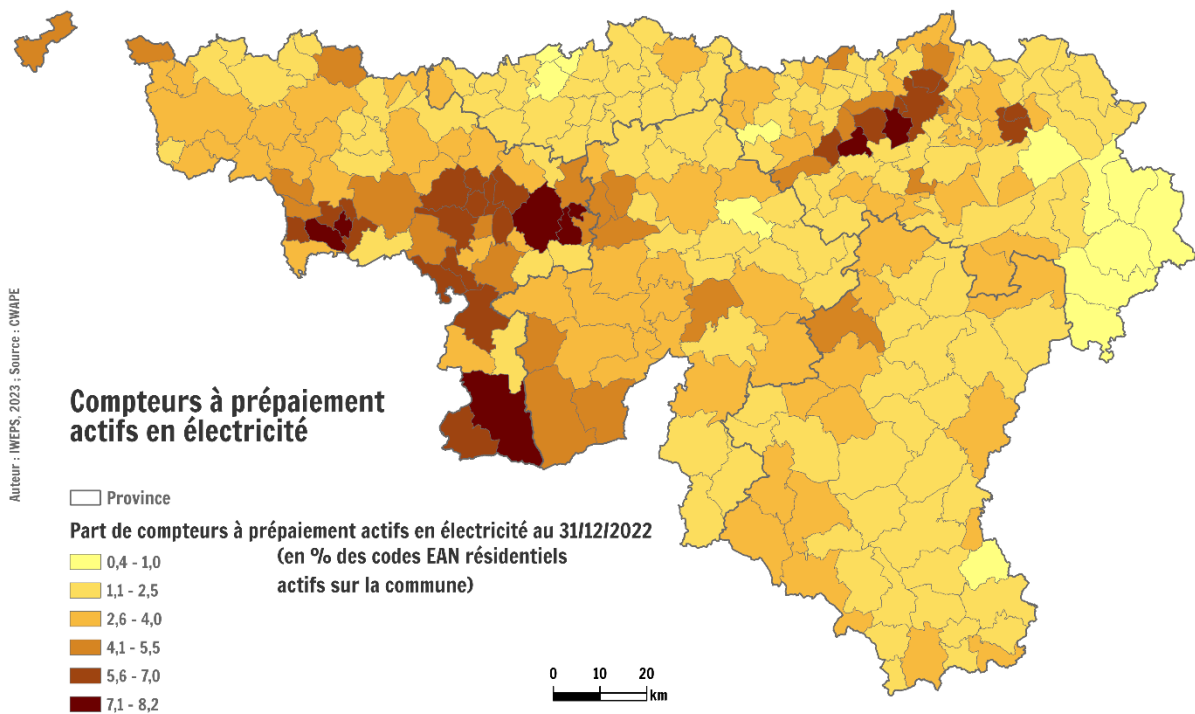 Auteur : IWEPS, 2023 ; Source : CWAPE
Compteurs à prépaiement
actifs en électricité
Province
Part de compteurs à prépaiement actifs en électricité au 31/12/2022
(en % des codes EAN résidentiels
actifs sur la commune)
0,4 - 1,0
1,1 - 2,5
2,6 - 4,0
4,1 - 5,5
5,6 - 7,0
7,1 - 8,2
0 10 20
km